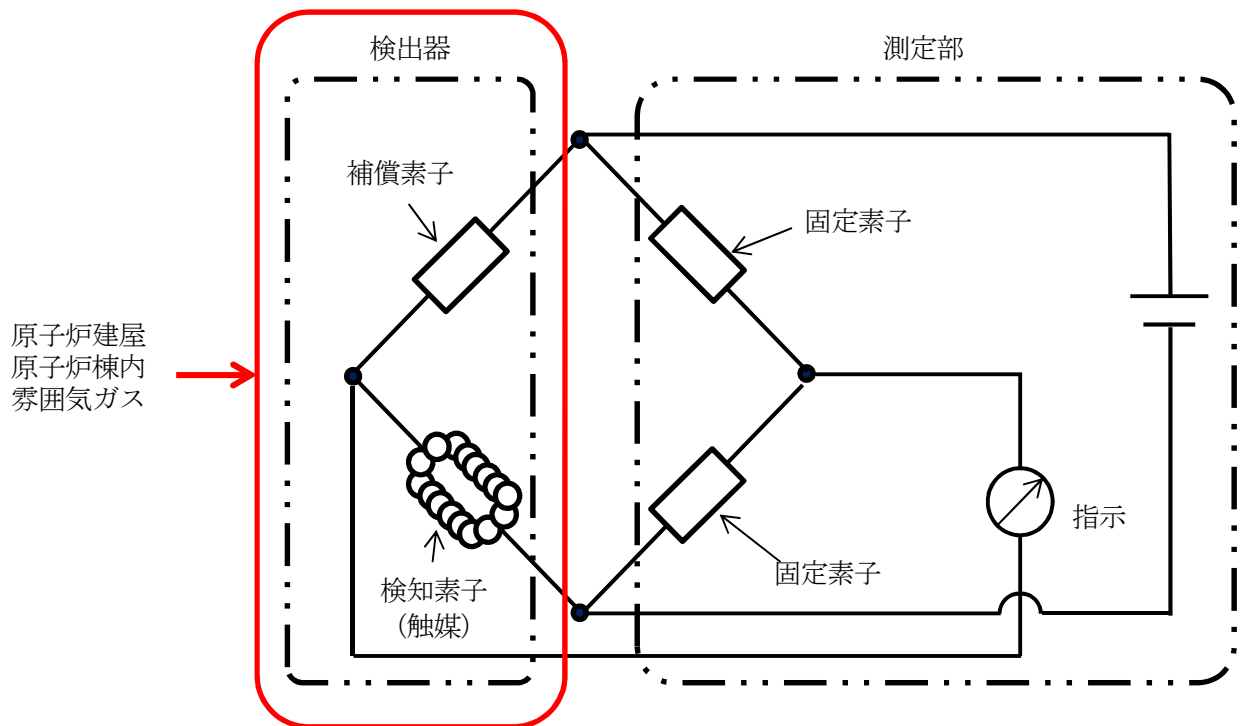 検出器
測定部
補償素子
固定素子
原子炉建屋
原子炉棟内
雰囲気ガス
指示
固定素子
検知素子
(触媒)